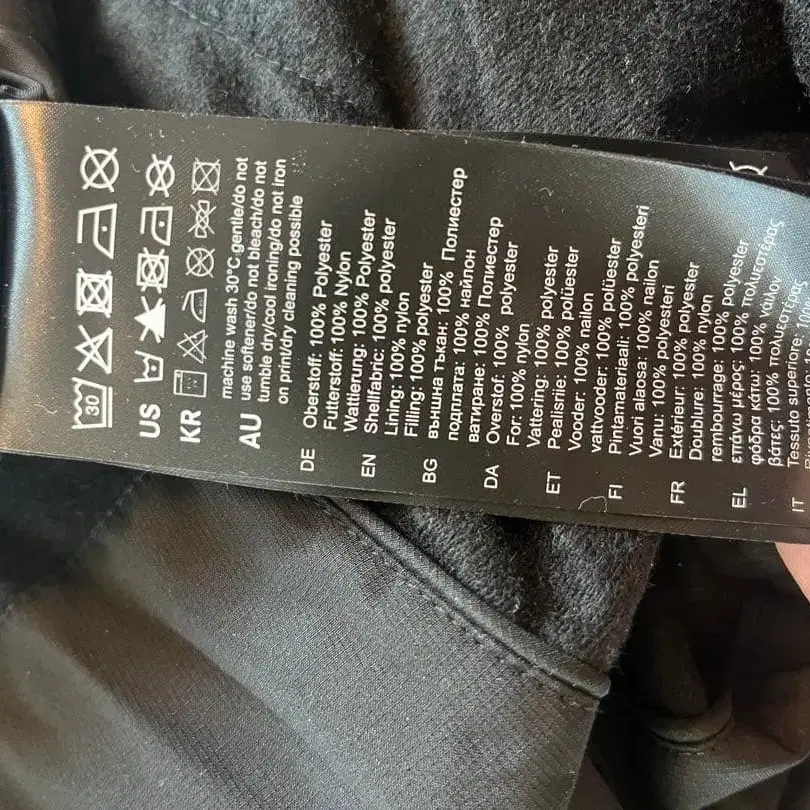 30
US
KR
AU
machine wash 30°C gentle/do not
use softener/do not bleach/do not
tumble dry/cool ironing/do not iron
on print/dry cleaning possible
DE
Oberstoff: 100% Polyester
Futterstoff: 100% Nylon
Wattierung: 100% Polyester
EN
Shellfabric: 100% polyester
Lining: 100% nylon
Filling: 100% polyester
BG
външна тъкан: 100% Полиестер
подплата: 100% найлон
ватиране: 100% Полиестер
DA
Overstof: 100% polyester
For: 100% nylon
Vattering: 100% polyester
ET
Pealisriie: 100% polüester
Vooder: 100% nailon
vattvooder: 100% polüester
FI
Pintamateriaali: 100% polyesteri
Vuori alaosa: 100% nailon
Vanu: 100% polyesteri
FR
Extérieur: 100% polyester
Doublure: 100% nylon
rembourrage: 100% polyester
EL
επάνω μέρος: 100% πολυεστέρας
φόδρα κάτω: 100% νάιλον
βάτες: 100% πολυεστέρας
IT
Tessuto superiore: